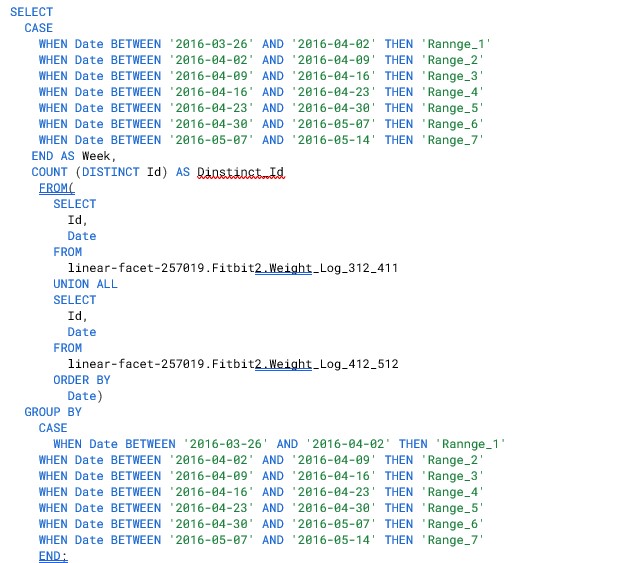 SELECT
CASE
WHEN Date BETWEEN '2016-03-26' AND '2016-04-02' THEN 'Rannge_1'
WHEN Date BETWEEN '2016-04-02' AND '2016-04-09' THEN 'Range_2'
WHEN Date BETWEEN '2016-04-09' AND '2016-04-16' THEN 'Range_3'
WHEN Date BETWEEN '2016-04-16' AND '2016-04-23' THEN 'Range_4'
WHEN Date BETWEEN '2016-04-23' AND '2016-04-30' THEN 'Range_5'
WHEN Date BETWEEN '2016-04-30' AND '2016-05-07' THEN 'Range_6'
WHEN Date BETWEEN '2016-05-07' AND '2016-05-14' THEN 'Range_7'
END AS Week,
COUNT (DISTINCT Id) AS Dinstinct_Id
FROM(
SELECT
Id,
Date
FROM
linear-facet-257019.Fitbit2.Weight_Log_312_411
UNION ALL
SELECT
Id,
Date
FROM
linear-facet-257019.Fitbit2.Weight_Log_412_512
ORDER BY
Date)
GROUP BY
CASE
WHEN Date BETWEEN '2016-03-26' AND '2016-04-02' THEN 'Rannge_1'
WHEN Date BETWEEN '2016-04-02' AND '2016-04-09' THEN 'Range_2'
WHEN Date BETWEEN '2016-04-09' AND '2016-04-16' THEN 'Range_3'
WHEN Date BETWEEN '2016-04-16' AND '2016-04-23' THEN 'Range_4'
WHEN Date BETWEEN '2016-04-23' AND '2016-04-30' THEN 'Range_5'
WHEN Date BETWEEN '2016-04-30' AND '2016-05-07' THEN 'Range_6'
WHEN Date BETWEEN '2016-05-07' AND '2016-05-14' THEN 'Range_7'
END;